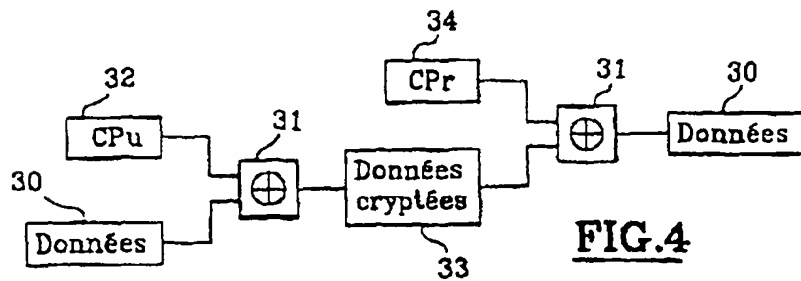 34
CPr
31
30
Données
32
CPu
31
30
Données
Données
cryptées
33
FIG.4